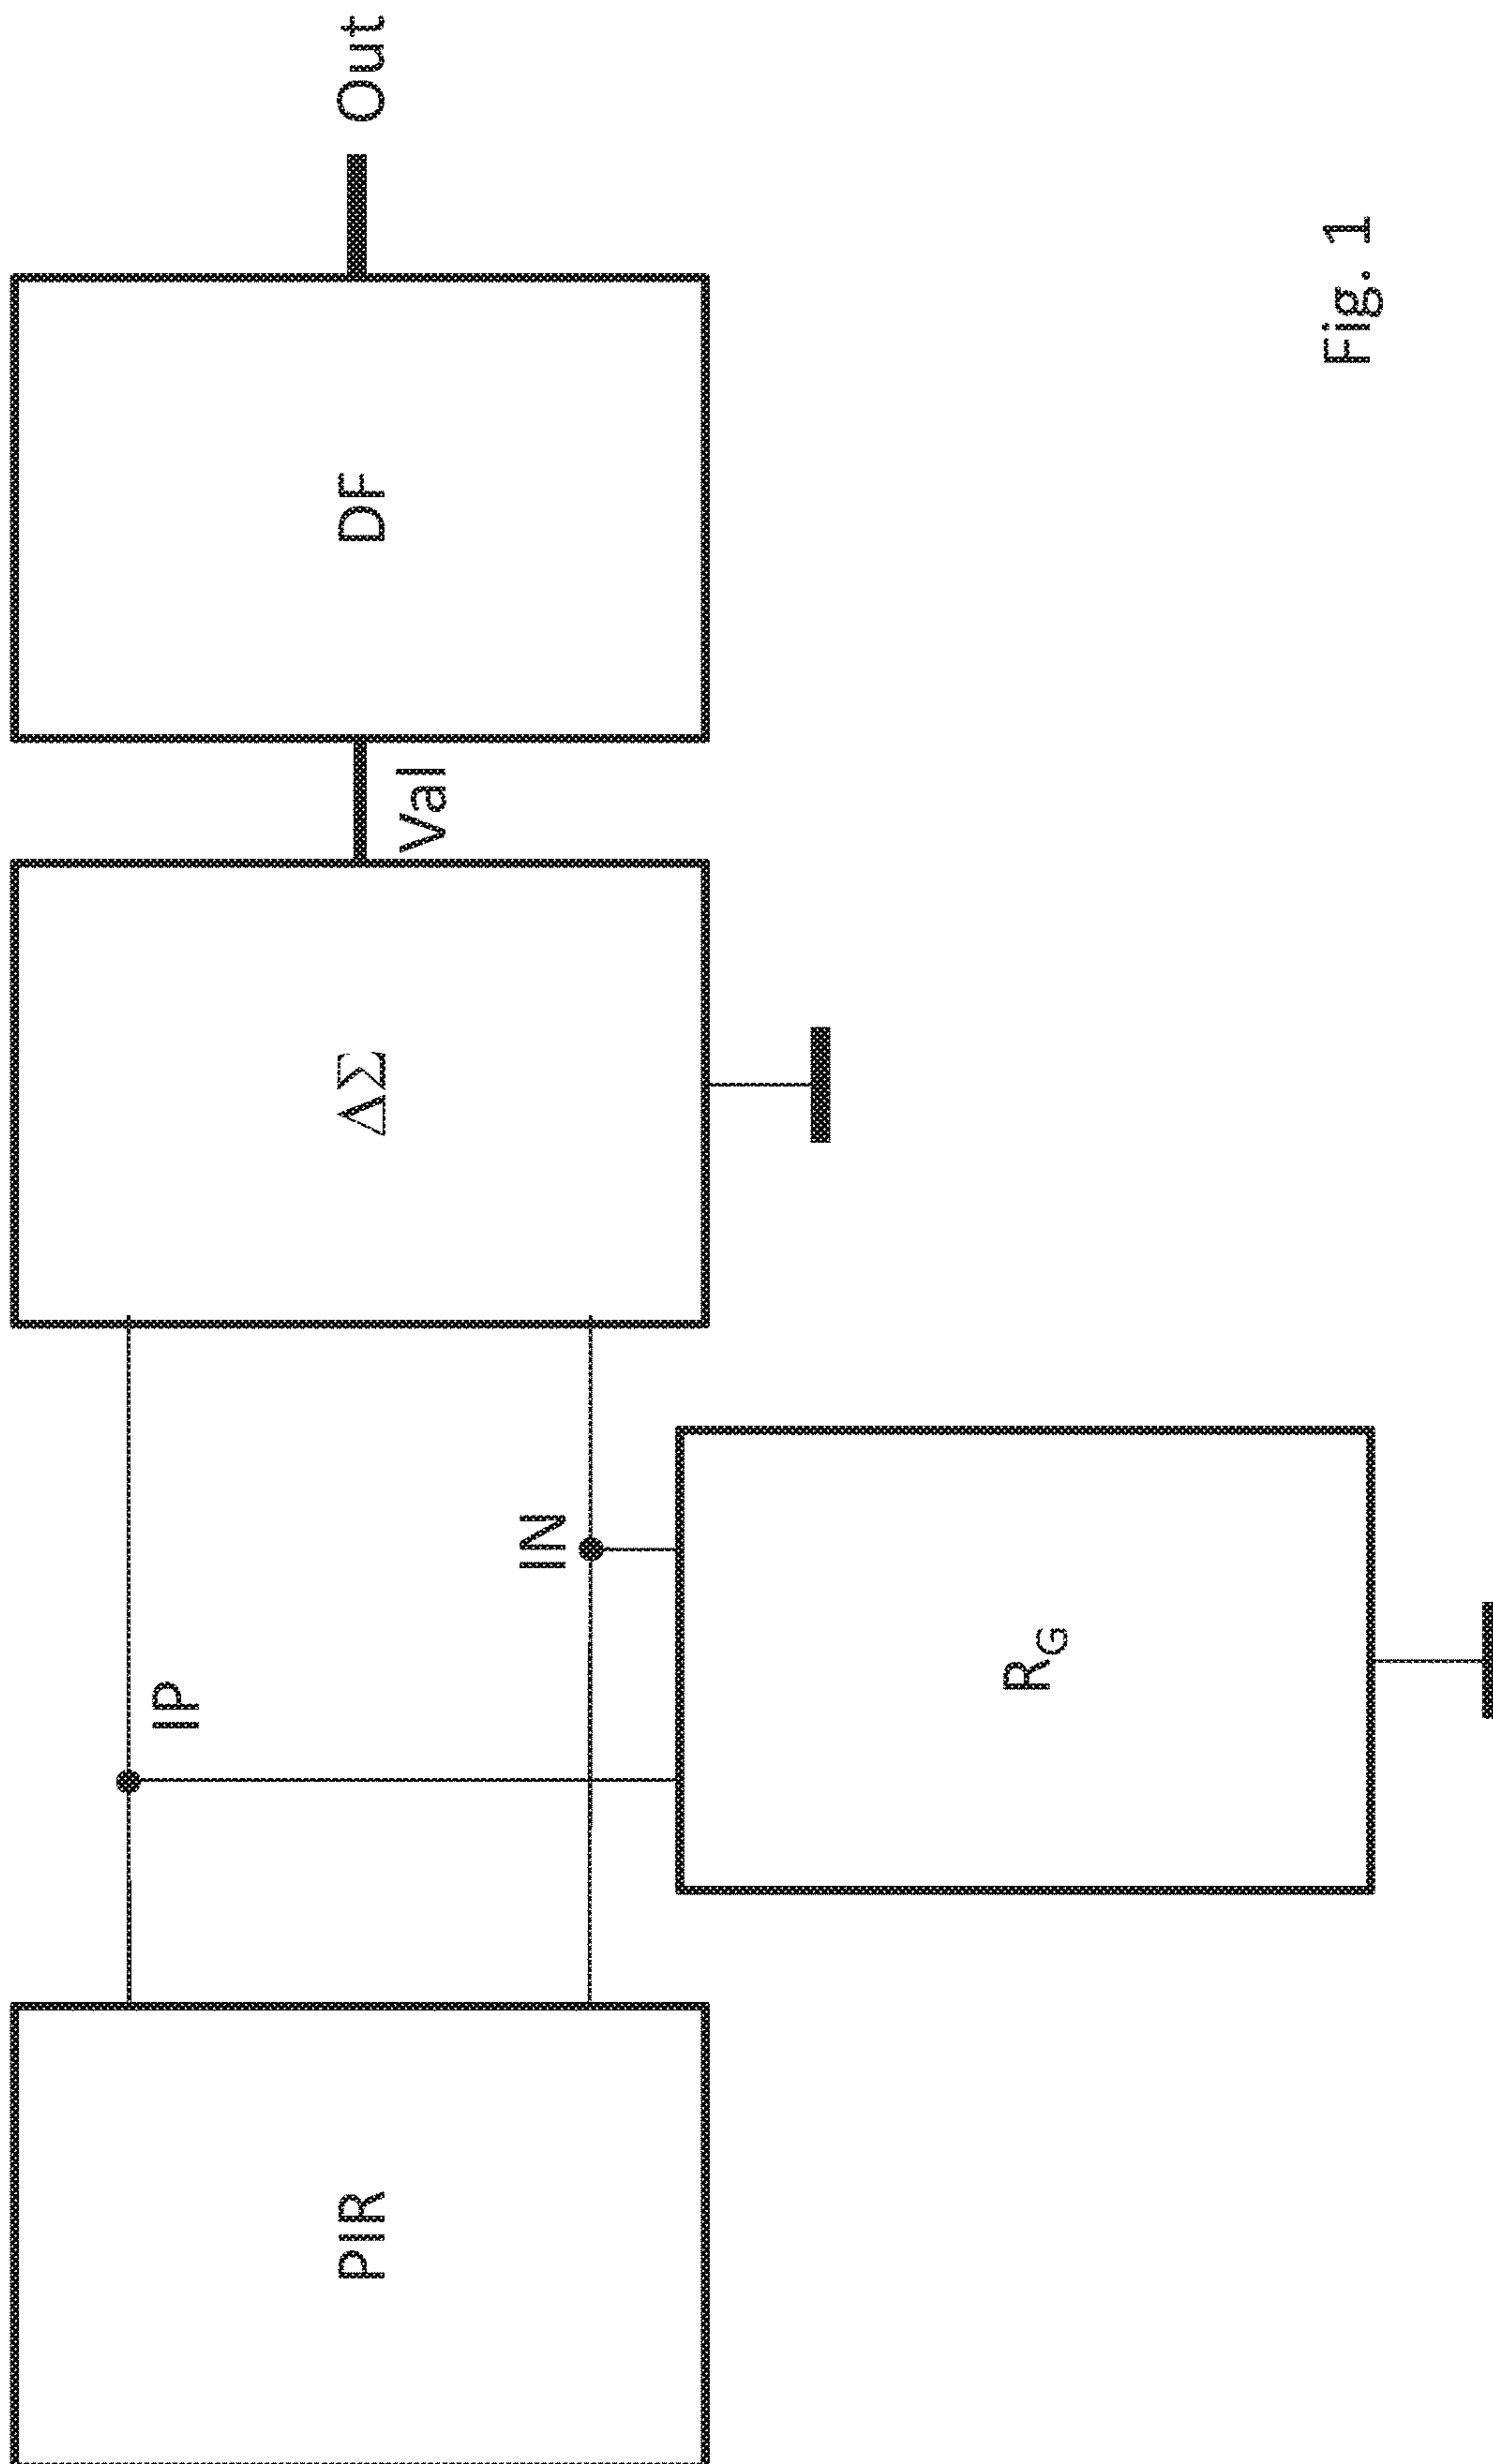 PIR
IP
IN
R_G
ΔΣ
Val
DF
Out
Fig. 1